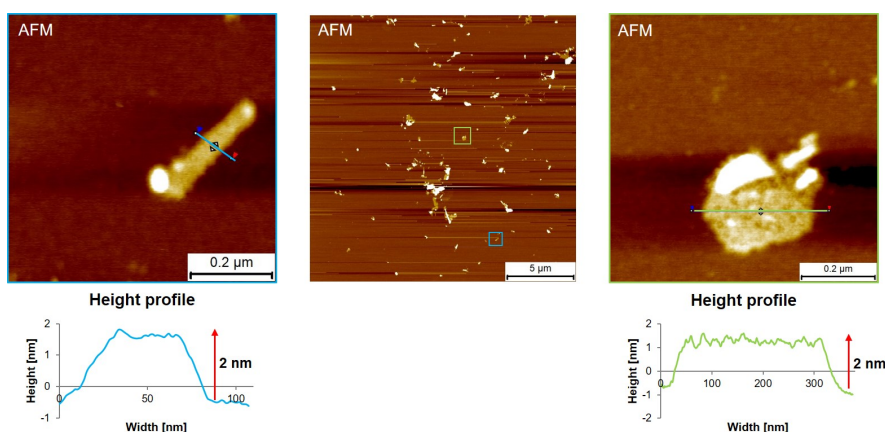 AFM
0.2 µm
Height profile
Height [nm]
2
1
0
-1
0
50
100
2 nm
Width [nm]
AFM
5 µm
AFM
0.2 µm
Height profile
Height [nm]
2
1
0
-1
-2
0
100
200
300
2 nm
Width [nm]